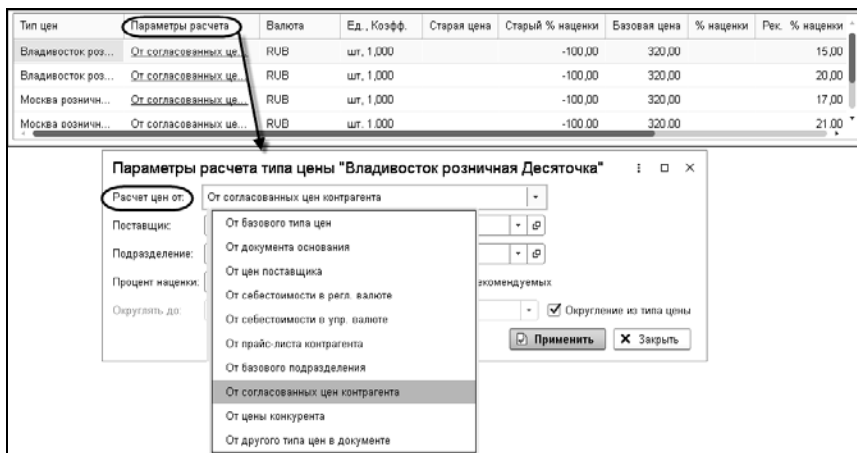 Тип цен Параметры расчета Валюта Ед., Коэфф. Старая цена Старый % наценки Базовая цена % наценки Рек. % наценки
Владивосток роз... От согласованных це... RUB шт, 1,000 -100,00 320,00 15,00
Владивосток роз... От согласованных це... RUB шт, 1,000 -100,00 320,00 20,00
Москва розничн... От согласованных це... RUB шт, 1,000 -100,00 320,00 17,00
Москва розничн... От согласованных це... RUB шт, 1,000 -100,00 320,00 21,00
Параметры расчета типа цены "Владивосток розничная Десяточка"
Расчет цен от: От согласованных цен контрагента
Поставщик:
Подразделение:
Процент наценки: екомендуемых
Округлять до: Округление из типа цены
Применить Закрыть
От базового типа цен
От документа основания
От цен поставщика
От себестоимости в регл. валюте
От себестоимости в упр. валюте
От прайс-листа контрагента
От базового подразделения
От согласованных цен контрагента
От цены конкурента
От другого типа цен в документе